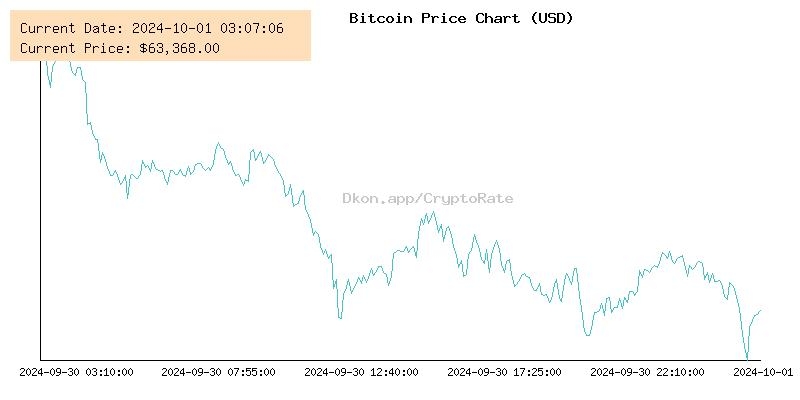 Bitcoin Price Chart (USD)
Current Date: 2024-10-01 03:07:06
Current Price: $63,368.00
Dkon.app/CryptoRate
2024-09-30 03:10:00 2024-09-30 07:55:00 2024-09-30 12:40:00 2024-09-30 17:25:00 2024-09-30 22:10:00 2024-10-01